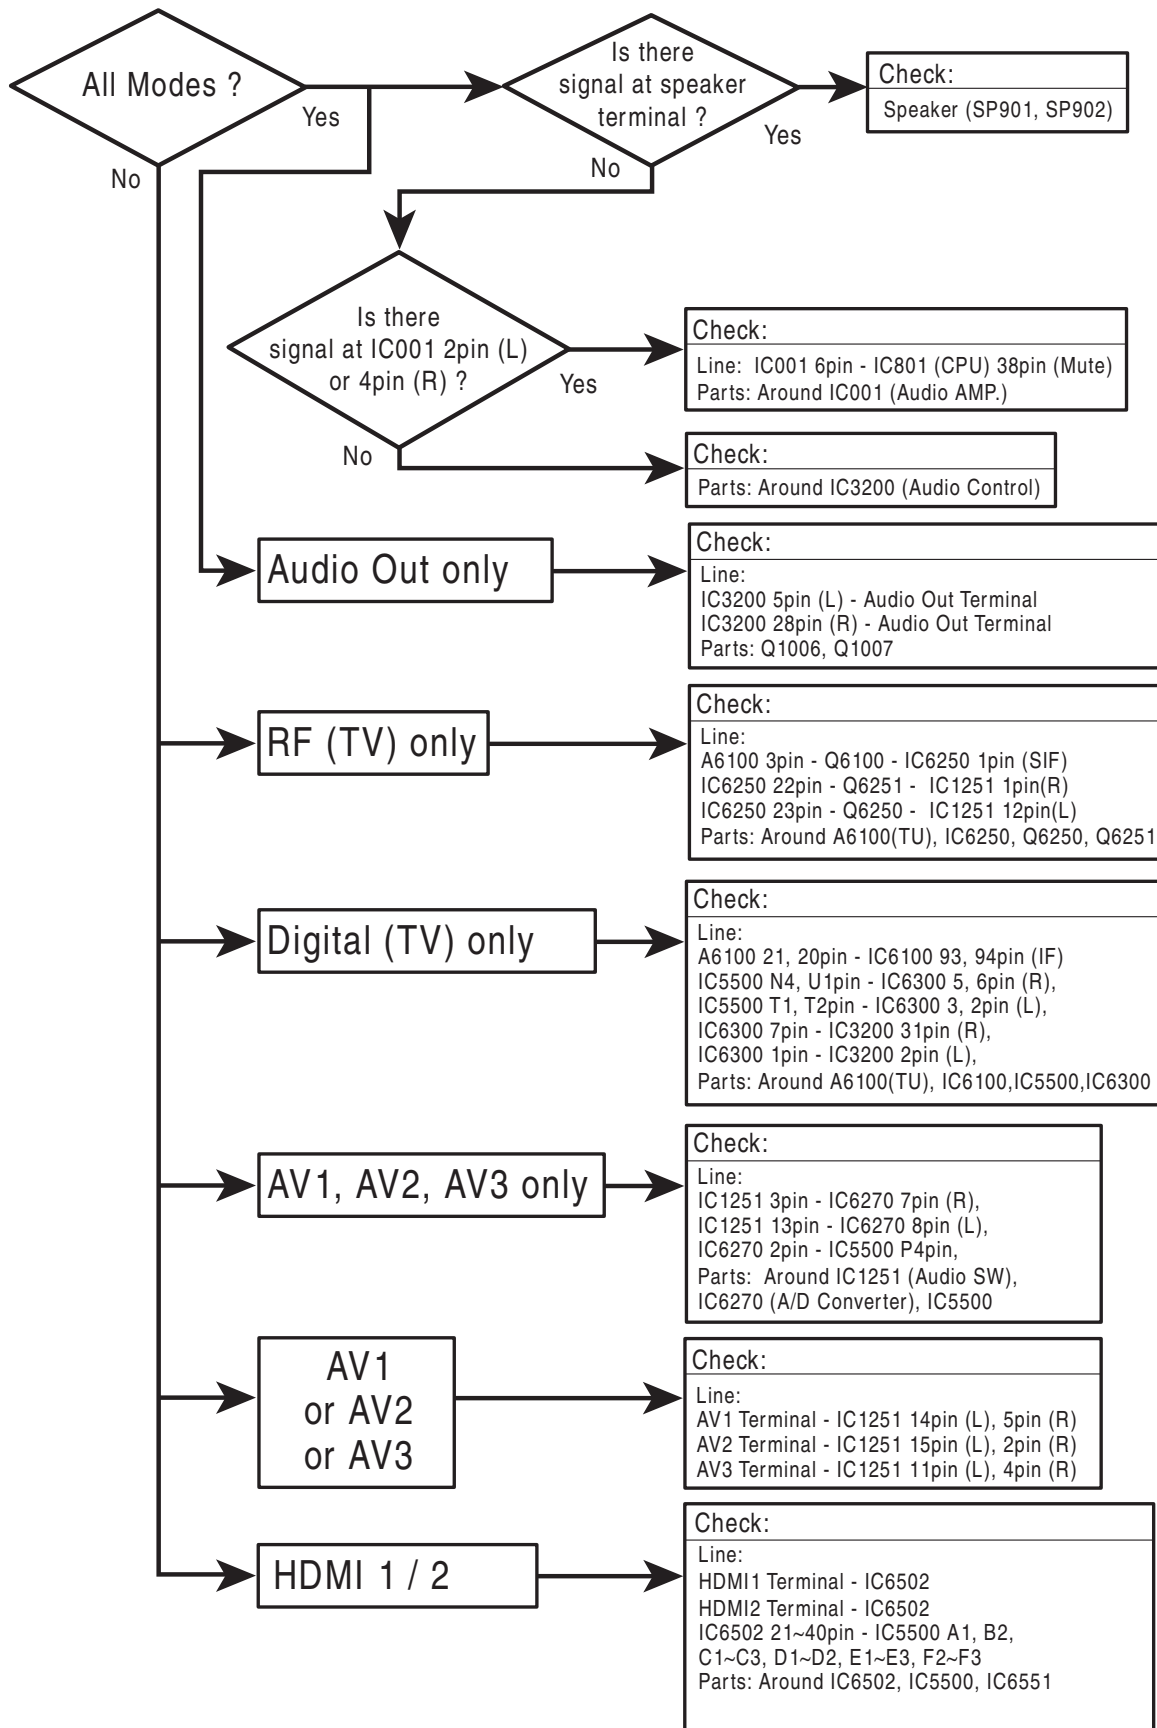 All Modes ?
Yes
No
Is there
signal at speaker
terminal ?
Yes
No
Check:
Speaker (SP901, SP902)
Is there
signal at IC001 2pin (L)
or 4pin (R) ?
Yes
No
Check:
Line: IC001 6pin - IC801 (CPU) 38pin (Mute)
Parts: Around IC001 (Audio AMP.)
Check:
Parts: Around IC3200 (Audio Control)
Audio Out only
Check:
Line:
IC3200 5pin (L) - Audio Out Terminal
IC3200 28pin (R) - Audio Out Terminal
Parts: Q1006, Q1007
RF (TV) only
Check:
Line:
A6100 3pin - Q6100 - IC6250 1pin (SIF)
IC6250 22pin - Q6251 - IC1251 1pin(R)
IC6250 23pin - Q6250 - IC1251 12pin(L)
Parts: Around A6100(TU), IC6250, Q6250, Q6251
Digital (TV) only
Check:
Line:
A6100 21, 20pin - IC6100 93, 94pin (IF)
IC5500 N4, U1pin - IC6300 5, 6pin (R),
IC5500 T1, T2pin - IC6300 3, 2pin (L),
IC6300 7pin - IC3200 31pin (R),
IC6300 1pin - IC3200 2pin (L),
Parts: Around A6100(TU), IC6100,IC5500,IC6300
AV1, AV2, AV3 only
Check:
Line:
IC1251 3pin - IC6270 7pin (R),
IC1251 13pin - IC6270 8pin (L),
IC6270 2pin - IC5500 P4pin,
Parts: Around IC1251 (Audio SW),
IC6270 (A/D Converter), IC5500
AV1
or AV2
or AV3
Check:
Line:
AV1 Terminal - IC1251 14pin (L), 5pin (R)
AV2 Terminal - IC1251 15pin (L), 2pin (R)
AV3 Terminal - IC1251 11pin (L), 4pin (R)
HDMI 1 / 2
Check:
Line:
HDMI1 Terminal - IC6502
HDMI2 Terminal - IC6502
IC6502 21~40pin - IC5500 A1, B2,
C1~C3, D1~D2, E1~E3, F2~F3
Parts: Around IC6502, IC5500, IC6551